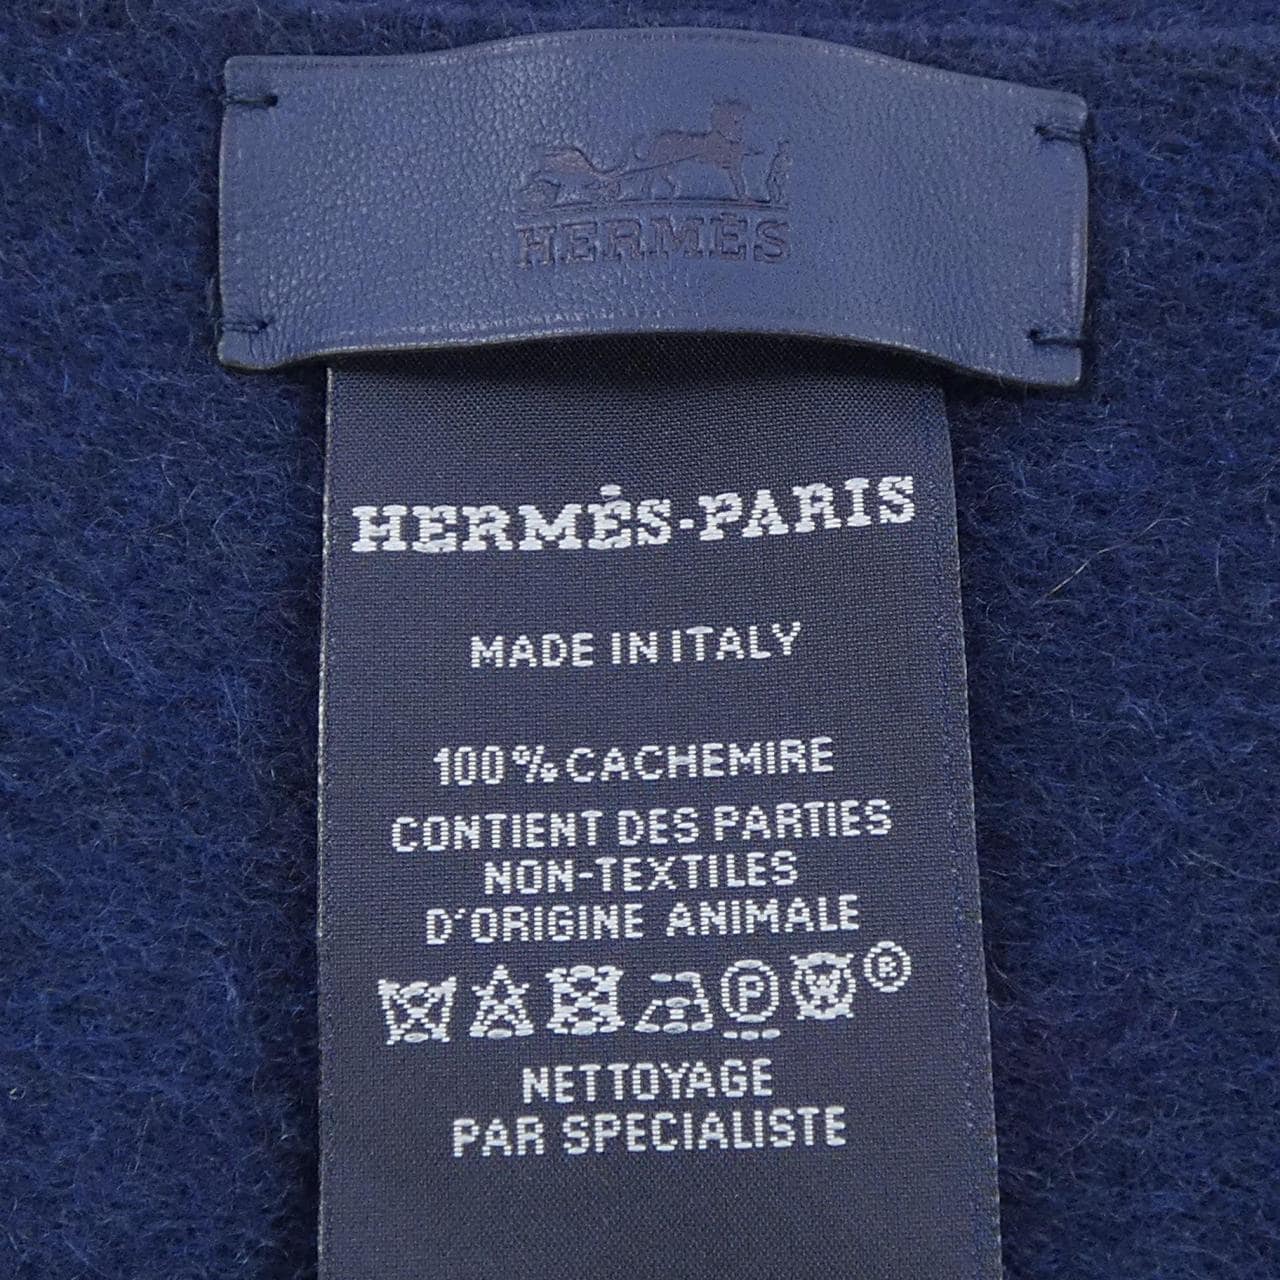 HERMÈS
HERMÈS-PARIS
MADE IN ITALY
100% CACHEMIRE
CONTIENT DES PARTIES
NON-TEXTILES
D'ORIGINE ANIMALE
P W ®
NETTOYAGE
PAR SPECIALISTE